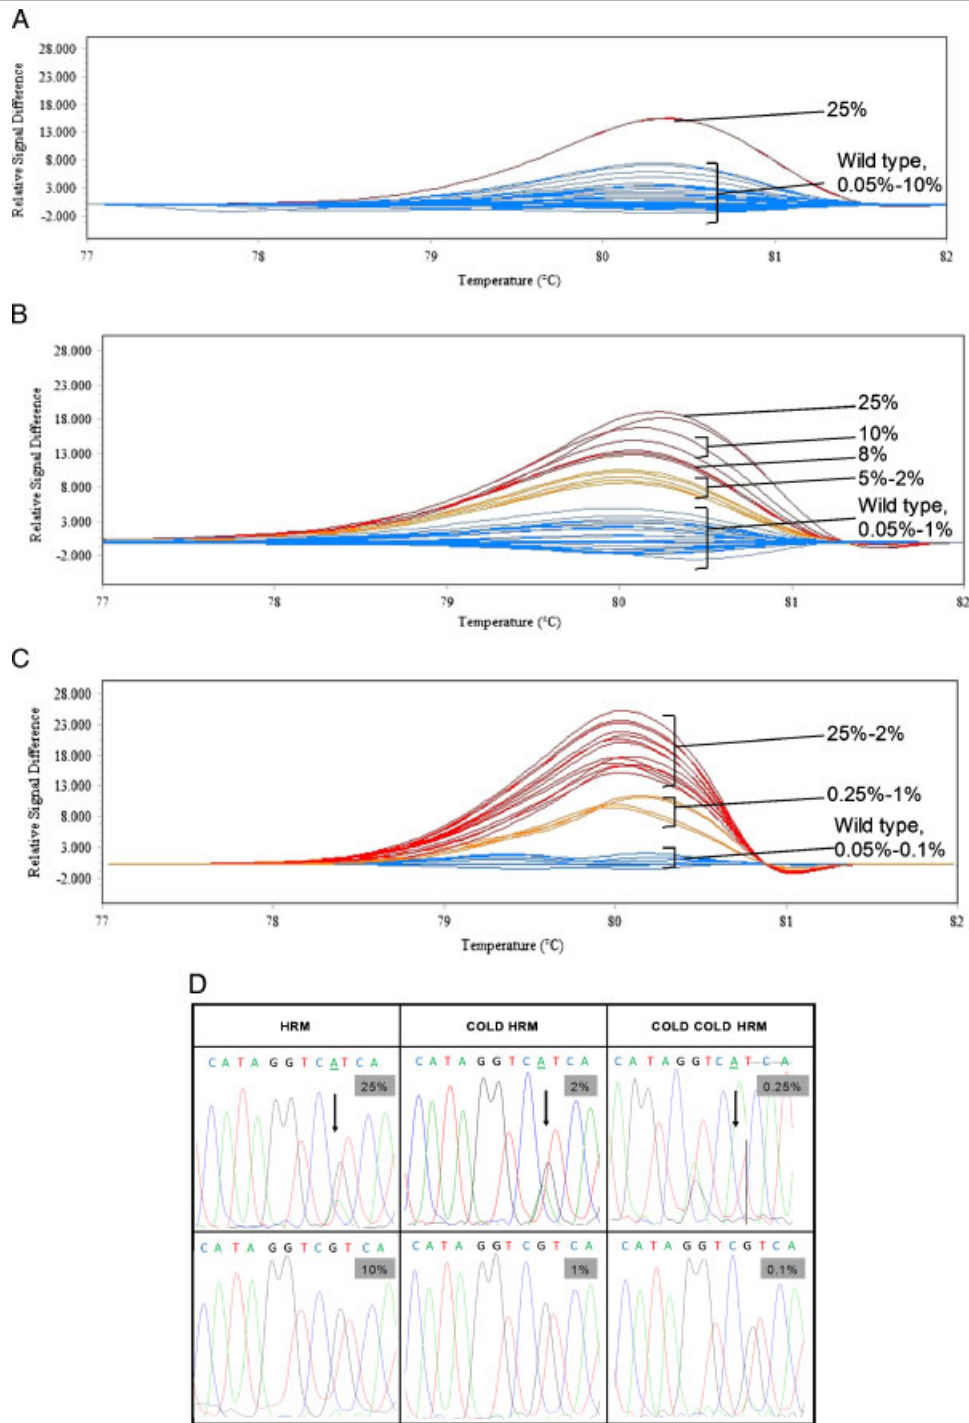 A
28.000
23.000
18.000
13.000
8.000
3.000
-2.000
Relative Signal Difference
25%
Wild type,
0.05%-10%
77 78 79 80 81 82
Temperature (°C)
B
28.000
23.000
18.000
13.000
8.000
3.000
-2.000
Relative Signal Difference
25%
10%
8%
5%-2%
Wild type,
0.05%-1%
77 78 79 80 81 82
Temperature (°C)
C
28.000
23.000
18.000
13.000
8.000
3.000
-2.000
Relative Signal Difference
25%-2%
0.25%-1%
Wild type,
0.05%-0.1%
77 78 79 80 81 82
Temperature (°C)
D
HRM COLD HRM COLD COLD HRM
C A T A G G T C A T C A
25%
C A T A G G T C A T C A
2%
C A T A G G T C A T C A
0.25%
C A T A G G T C G T C A
10%
C A T A G G T C G T C A
1%
C A T A G G T C G T C A
0.1%